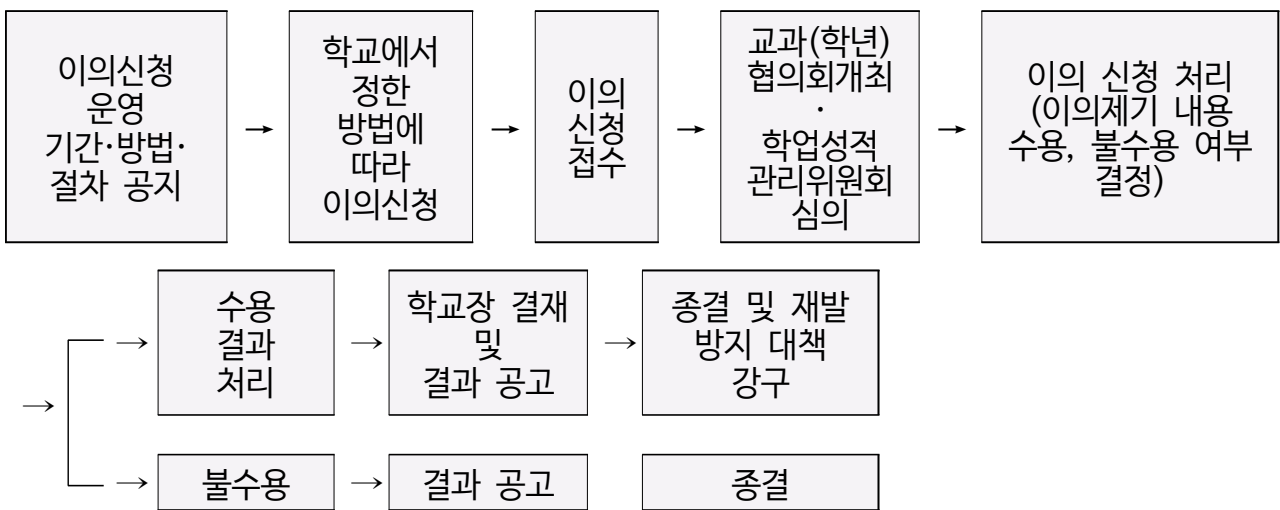 이의신청
운영
기간·방법·
절차 공지
→
학교에서
정한
방법에
따라
이의신청
→
이의
신청
접수
→
교과(학년)
협의회개최
·
학업성적
관리위원회
심의
→
이의 신청 처리
(이의제기 내용
수용, 불수용 여부
결정)
→
→
수용
결과
처리
→
학교장 결재
및
결과 공고
→
종결 및 재발
방지 대책
강구
→
불수용
→
결과 공고
종결